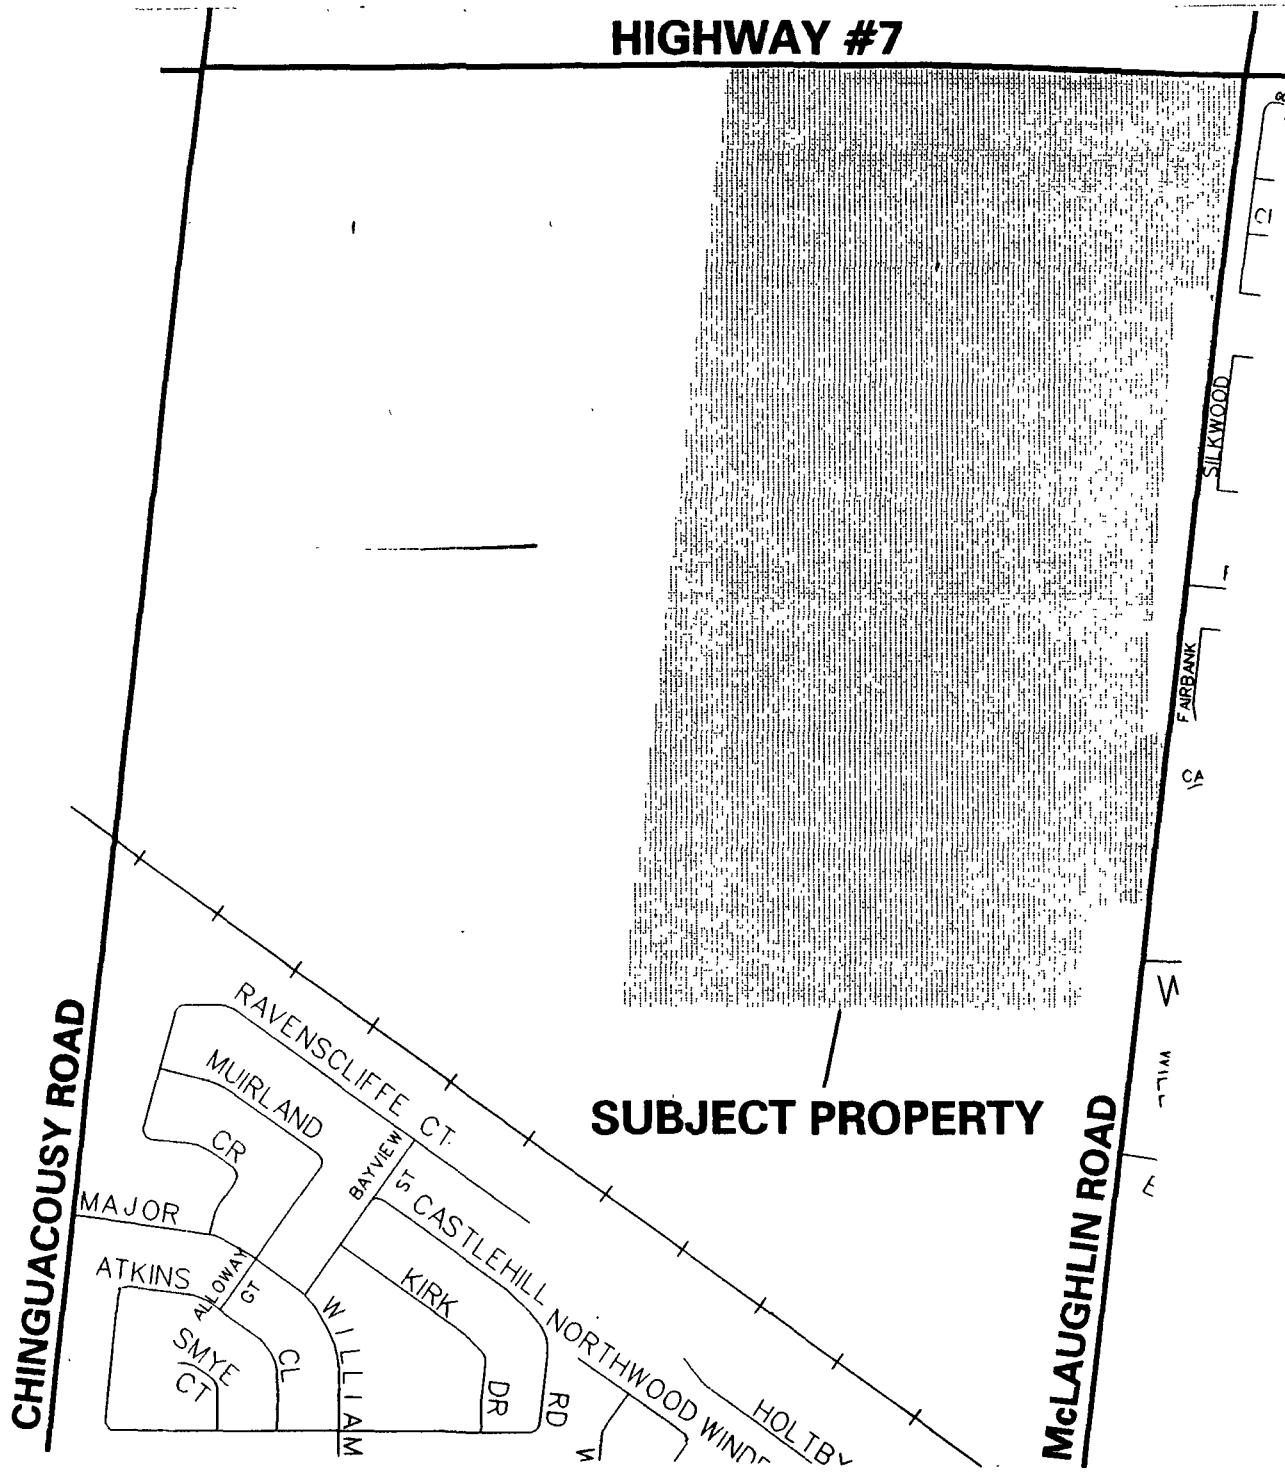 HIGHWAY #7
CHINGUACOUSY ROAD
McLAUGHLIN ROAD
SUBJECT PROPERTY
SILKWOOD
FAIRBANK
CA
RAVENSCLIFFE CT.
MUIRLAND
CR
BAYVIEW
ST
MAJOR
WILLIAM
CASTLEHILL
RD
ATKINS
CL
ALLOWAY
GT
KIRK
DR
SMYE
CT
NORTHWOOD
HOLTBY